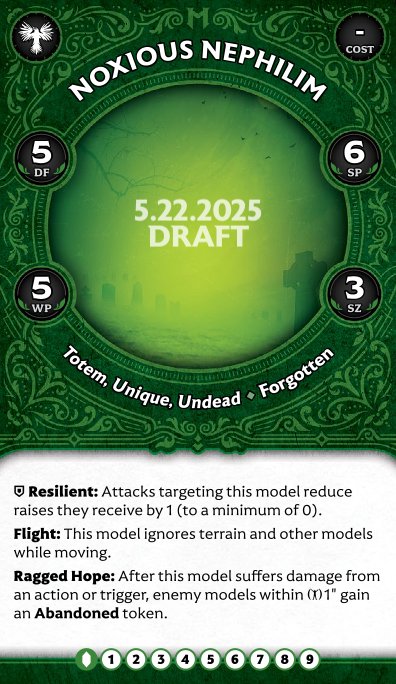 M
NOXIOUS NEPHILIM
-
COST
5
DF
6
SP
5.22.2025
DRAFT
5
WP
3
SZ
Totem, Unique, Undead ◆ Forgotten
Resilient: Attacks targeting this model reduce
raises they receive by 1 (to a minimum of 0).
Flight: This model ignores terrain and other models
while moving.
Ragged Hope: After this model suffers damage from
an action or trigger, enemy models within 1" gain
an Abandoned token.
1 2 3 4 5 6 7 8 9